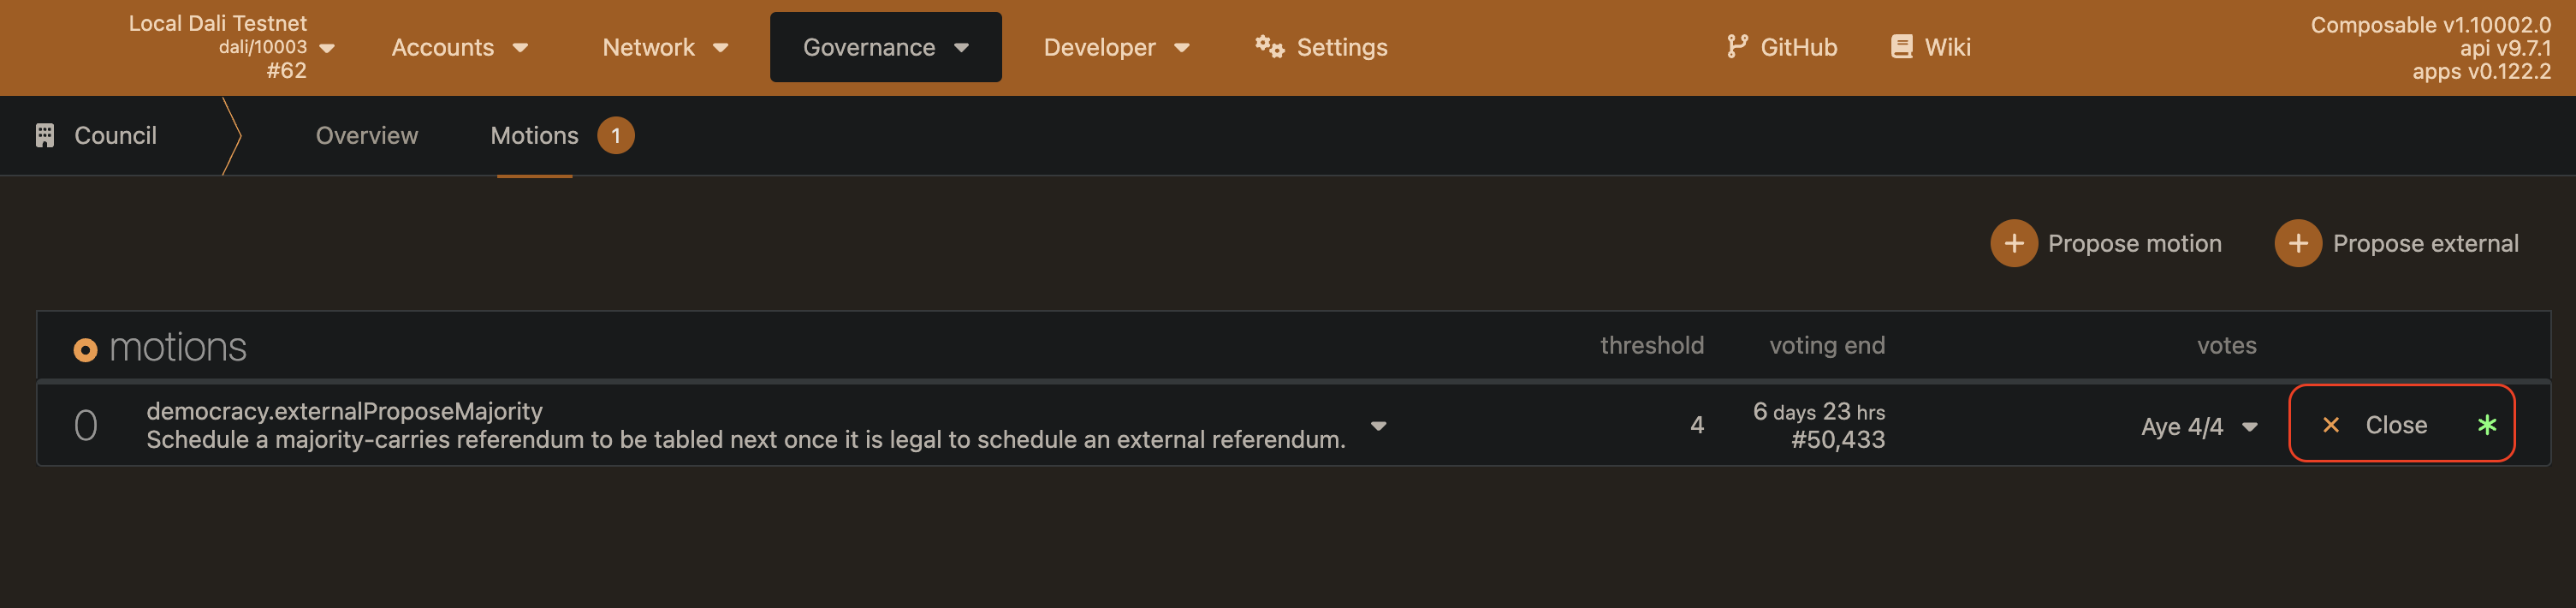 Local Dali Testnet
dali/10003
#62
Accounts
Network
Governance
Developer
Settings
GitHub
Wiki
Composable v1.10002.0
api v9.7.1
apps v0.122.2
Council
Overview
Motions 1
Propose motion
Propose external
motions threshold voting end votes
0
democracy.externalProposeMajority
Schedule a majority-carries referendum to be tabled next once it is legal to schedule an external referendum.
4
6 days 23 hrs
#50,433
Aye 4/4
Close